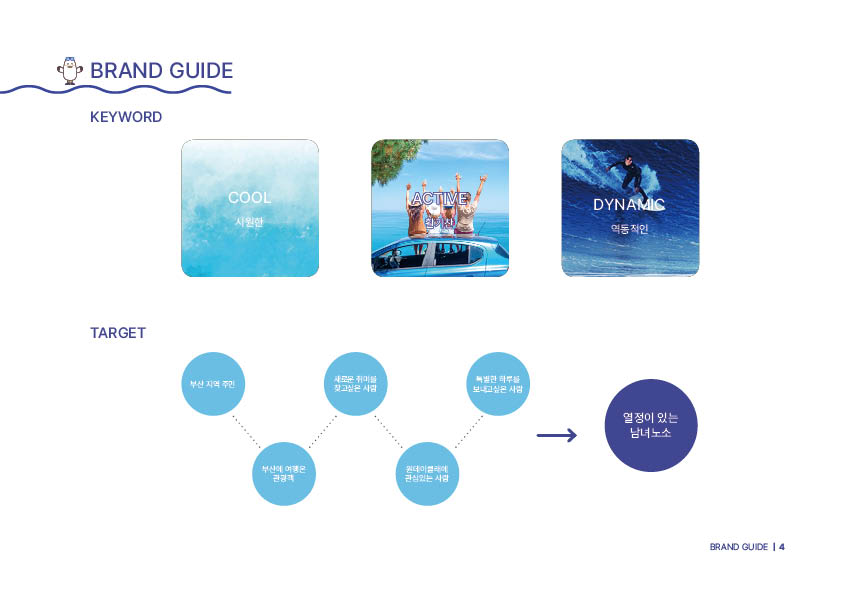 BRAND GUIDE
KEYWORD
COOL
시원한
ACTIVE
활기찬
DYNAMIC
역동적인
TARGET
부산 지역 주민
새로운 취미를
찾고싶은 사람
특별한 하루를
보내고싶은 사람
부산에 여행온
관광객
원데이클래에
관심있는 사람
열정이 있는
남녀노소
BRAND GUIDE | 4